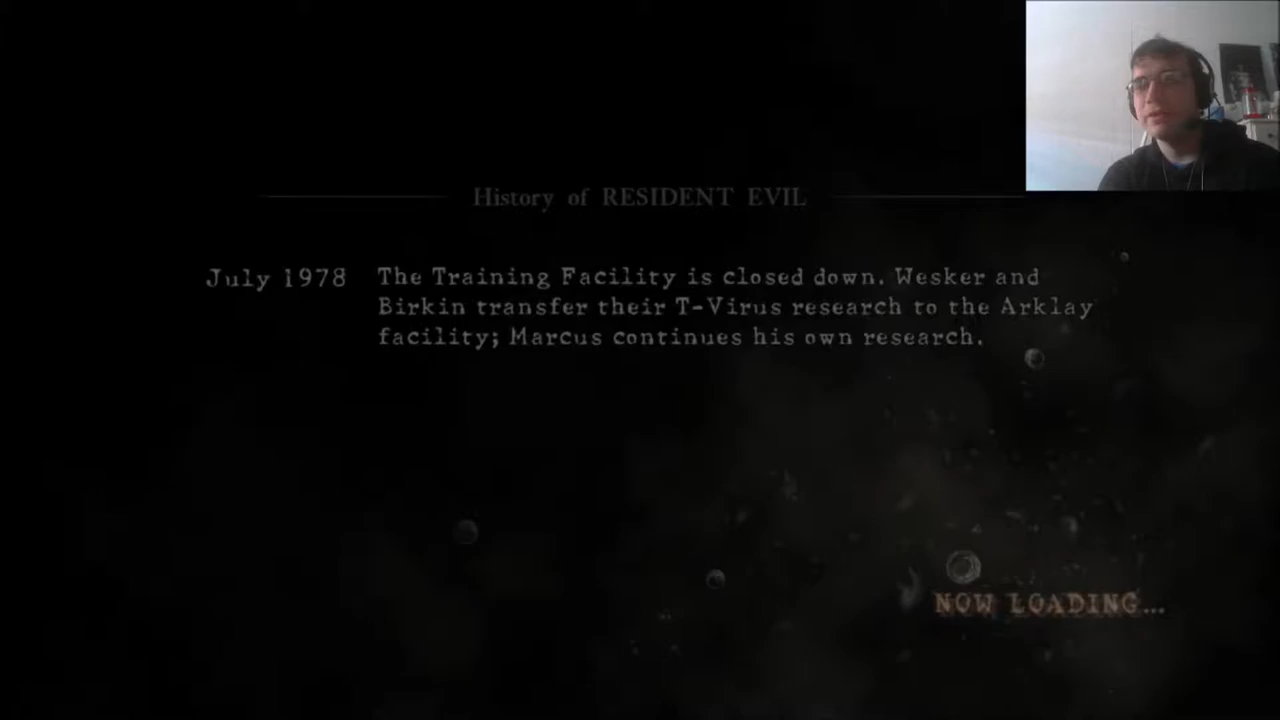 History of RESIDENT EVIL
July 1978 The Training Facility is closed down. Wesker and
Birkin transfer their T-Virus research to the Arklay
facility; Marcus continues his own research.
NOW LOADING...